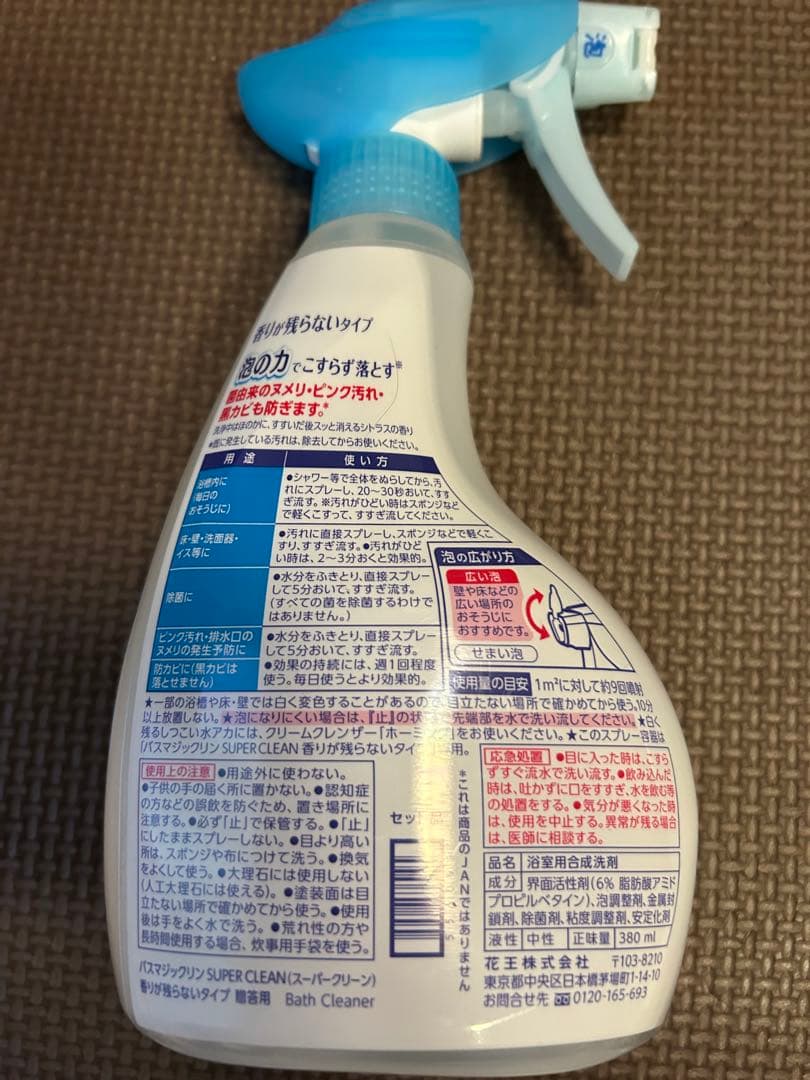 泡
香りが残らないタイプ
泡の力でこすらず落とす※
菌由来のヌメリ・ピンク汚れ・
黒カビも防ぎます。*
洗浄中はほのかに、すすいだ後スッと消えるシトラスの香り
*既に発生している汚れは、除去してからお使いください。
用途 使い方
浴槽内に
(毎日の
おそうじに)
●シャワー等で全体をぬらしてから、汚
れにスプレーし、20～30秒おいて、すす
ぎ流す。※汚れがひどい時はスポンジなど
で軽くこすって、すすぎ流してください。
床・壁・洗面器・
イス等に
●汚れに直接スプレーし、スポンジなどで軽くこ
すり、すすぎ流す。●汚れがひど
い時は、2～3分おくと効果的。
除菌に
●水分をふきとり、直接スプレー
して5分おいて、すすぎ流す。
(すべての菌を除菌するわけで
はありません。)
ピンク汚れ・排水口の
ヌメリの発生予防に
●水分をふきとり、直接スプレー
して5分おいて、すすぎ流す。
防カビに(黒カビは
落とせません)
●効果の持続には、週1回程度
使う。毎日使うとより効果的。
泡の広がり方
広い泡
壁や床などの
広い場所の
おそうじに
おすすめです。
せまい泡
使用量の目安 1m²に対して約9回噴射
★一部の浴槽や床・壁では白く変色することがあるので、目立たない場所で確かめてから使う。10分
以上放置しない。★泡になりにくい場合は、『止』の状態で先端部を水で洗い流してください。★白く
残るしつこい水アカには、クリームクレンザー「ホーミング」をお使いください。★このスプレー容器は
「バスマジックリン SUPER CLEAN 香りが残らないタイプ」専用。
使用上の注意 ●用途外に使わない。
●子供の手の届く所に置かない。●認知症
の方などの誤飲を防ぐため、置き場所に
注意する。●必ず「止」で保管する。●「止」
にしたままスプレーしない。●目より高い
所は、スポンジや布につけて洗う。●換気
をよくして使う。●大理石には使用しない
(人工大理石には使える)。●塗装面は目
立たない場所で確かめてから使う。●使用
後は手をよく水で洗う。●荒れ性の方や
長時間使用する場合、炊事用手袋を使う。
バスマジックリン SUPER CLEAN(スーパークリーン)
香りが残らないタイプ 贈答用 Bath Cleaner
セット品
*これは商品のJANではありません
応急処置 ●目に入った時は、こすら
ずすぐ流水で洗い流す。●飲み込んだ
時は、吐かずに口をすすぎ、水を飲む等
の処置をする。●気分が悪くなった時
は、使用を中止する。異常が残る場合
は、医師に相談する。
品名 浴室用合成洗剤
成分 界面活性剤(6% 脂肪酸アミド
プロピルベタイン)、泡調整剤、金属封
鎖剤、除菌剤、粘度調整剤、安定化剤
液性 中性 正味量 380 ml
花王株式会社 〒103-8210
東京都中央区日本橋茅場町1-14-10
お問合せ先 0120-165-693